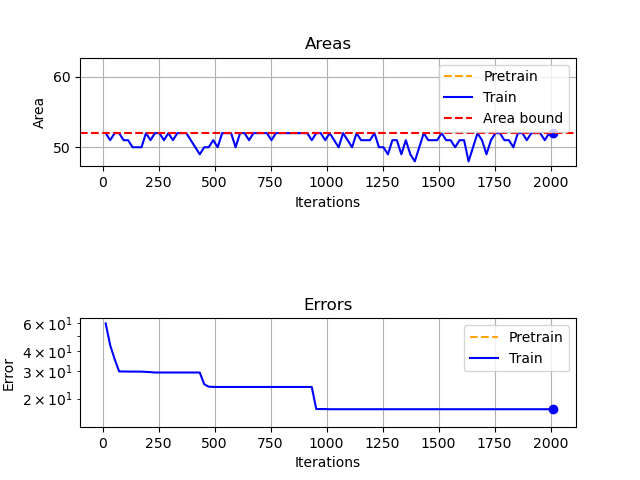 Areas
Area
60
50
Pretrain
Train
Area bound
0 250 500 750 1000 1250 1500 1750 2000
Iterations
Errors
Error
6 × 10¹
4 × 10¹
3 × 10¹
2 × 10¹
Pretrain
Train
0 250 500 750 1000 1250 1500 1750 2000
Iterations